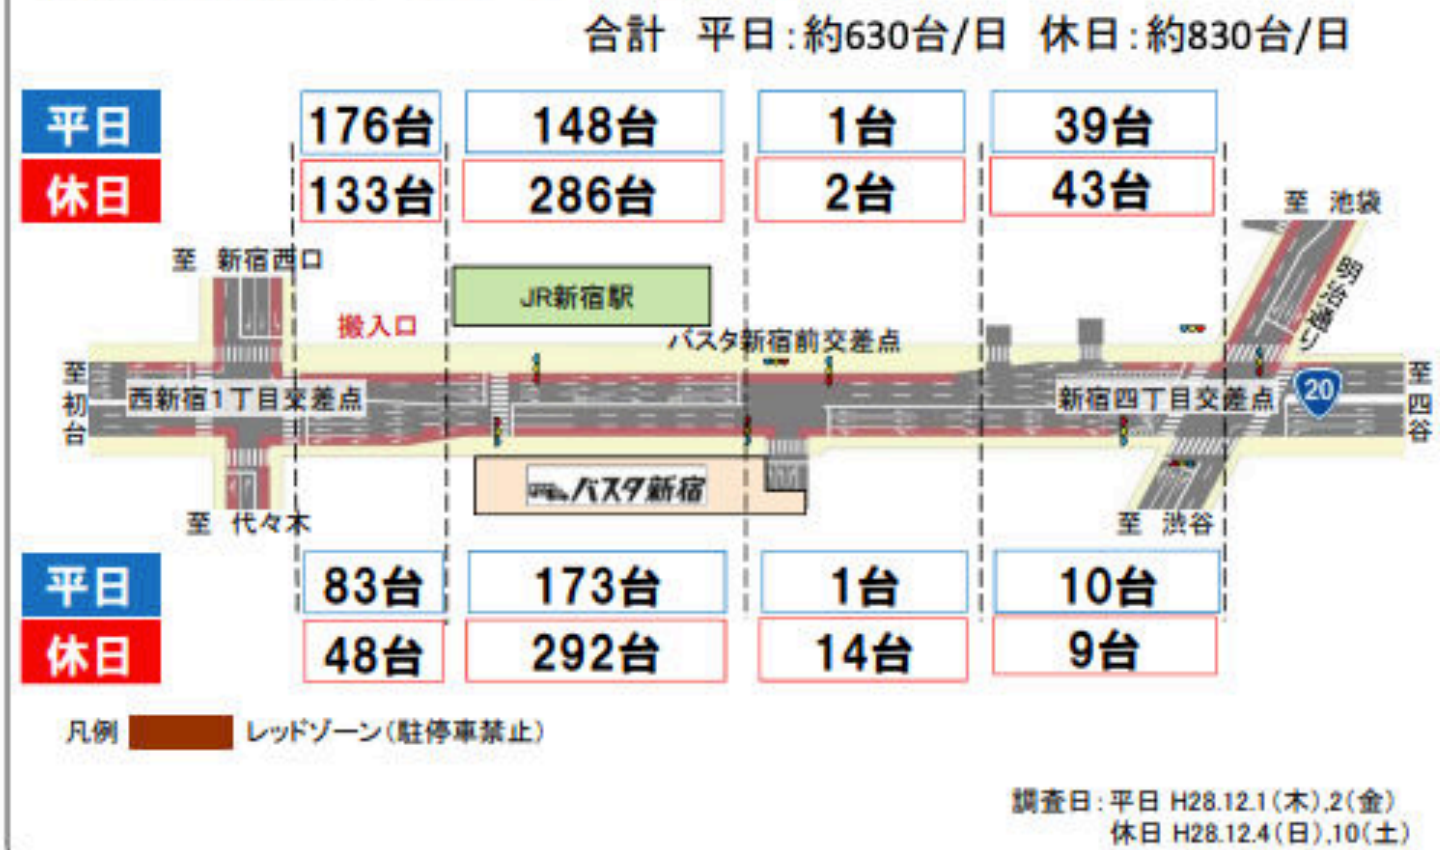 合計 平日:約630台/日 休日:約830台/日
平日 176台 148台 1台 39台
休日 133台 286台 2台 43台
至 池袋
至 新宿西口
明治通り
JR新宿駅
搬入口
バスタ新宿前交差点
至初台
西新宿1丁目交差点
新宿四丁目交差点
20
至四谷
バスタ新宿
至 代々木
至 渋谷
平日 83台 173台 1台 10台
休日 48台 292台 14台 9台
凡例 レッドゾーン(駐停車禁止)
調査日:平日 H28.12.1(木),2(金)
休日 H28.12.4(日),10(土)